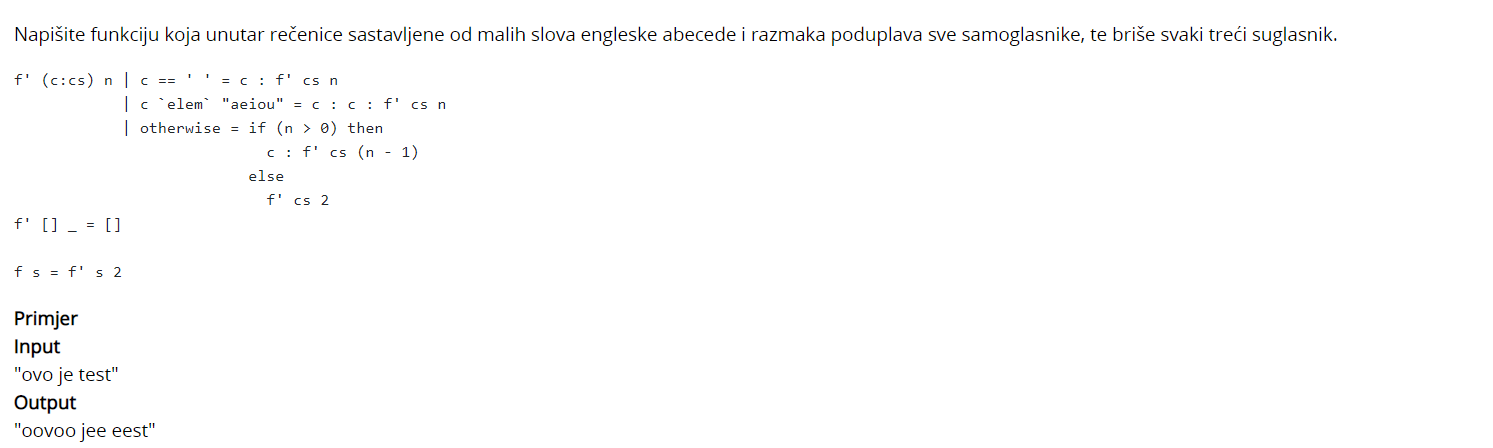 Napišite funkciju koja unutar rečenice sastavljene od malih slova engleske abecede i razmaka poduplava sve samoglasnike, te briše svaki treći suglasnik.
f' (c:cs) n | c == ' ' = c : f' cs n
            | c `elem` "aeiou" = c : c : f' cs n
            | otherwise = if (n > 0) then
                            c : f' cs (n - 1)
                          else
                            f' cs 2
f' [] _ = []
f s = f' s 2
Primjer
Input
"ovo je test"
Output
"oovoo jee eest"